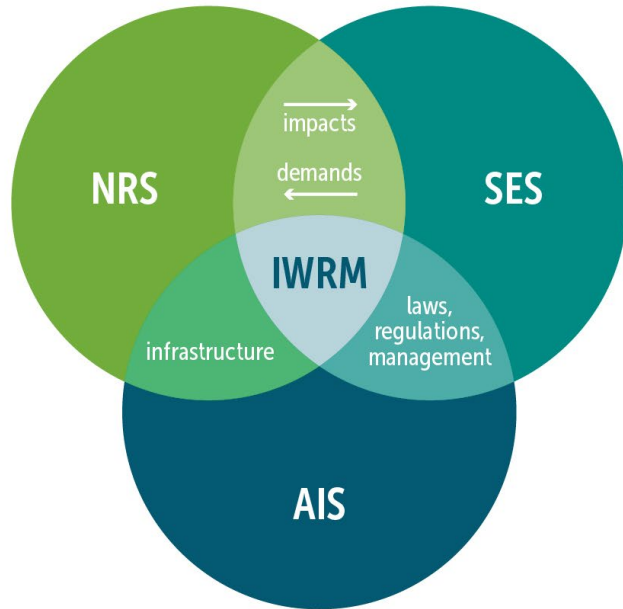 impacts
demands
NRS
SES
IWRM
infrastructure
laws,
regulations,
management
AIS